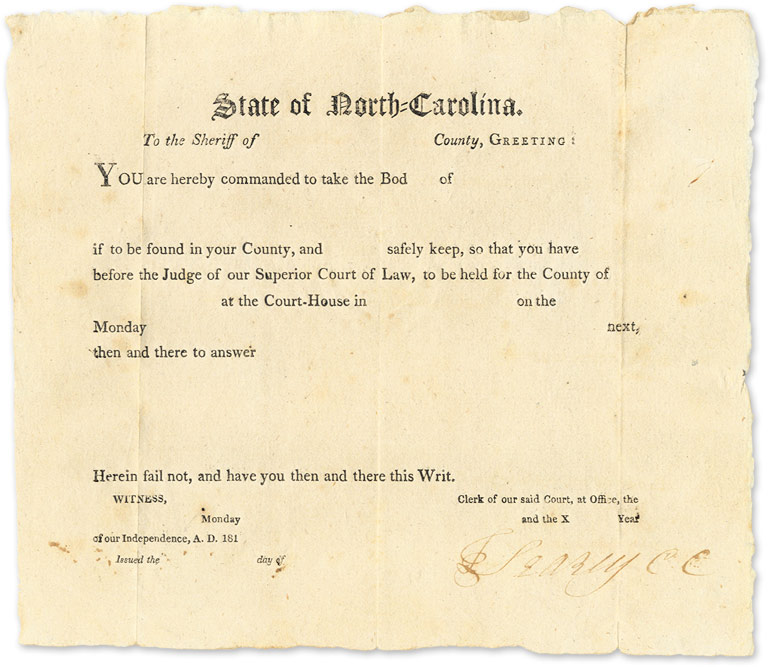 State of North-Carolina.
To the Sheriff of County, GREETING:
YOU are hereby commanded to take the Bod of
if to be found in your County, and safely keep, so that you have
before the Judge of our Superior Court of Law, to be held for the County of
at the Court-House in on the
Monday next,
then and there to answer
Herein fail not, and have you then and there this Writ.
WITNESS, Clerk of our said Court, at Office, the
Monday and the X Year
of our Independence, A. D. 181
Issued the day of